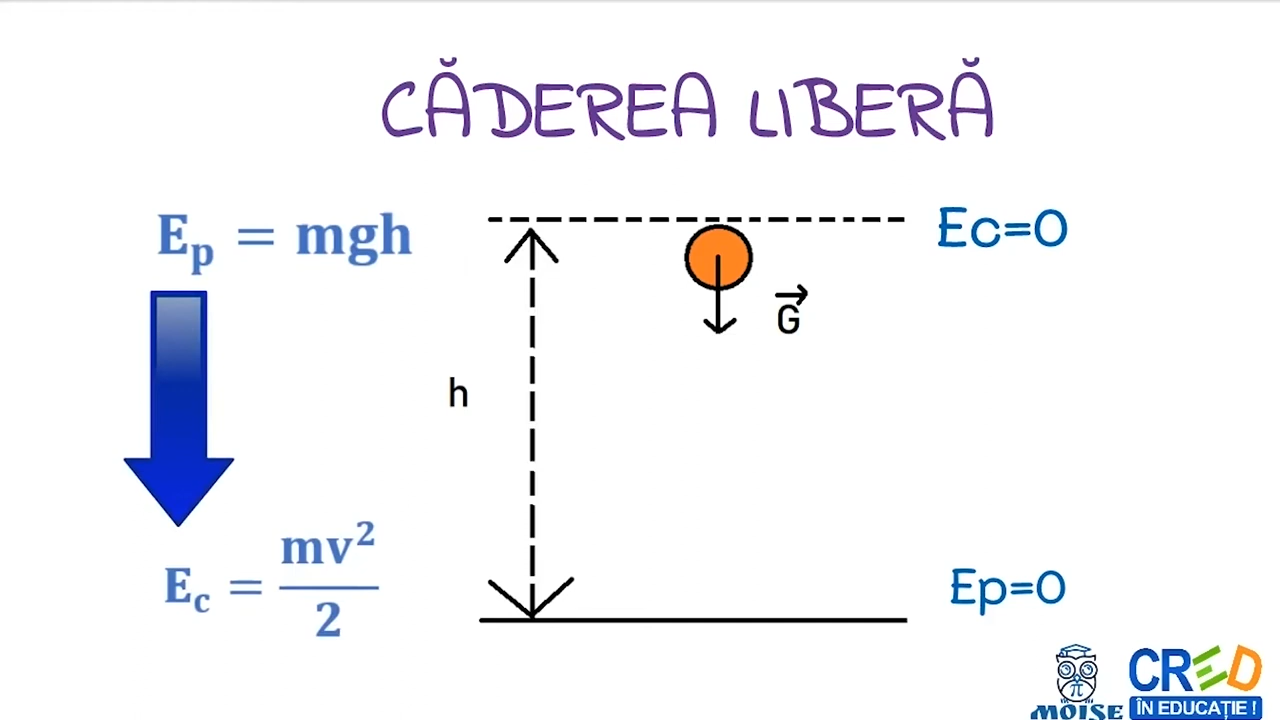 CĂDEREA LIBERĂ
Ep = mgh
Ec=0
G
h
Ec = mv²/2
Ep=0
MOISE
CRED
ÎN EDUCAȚIE !